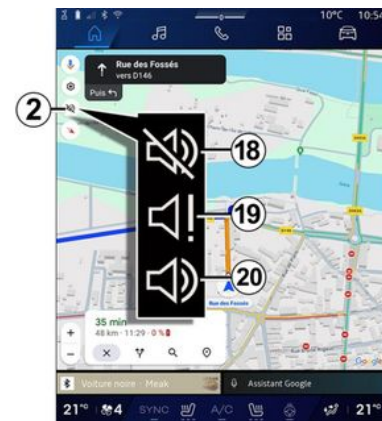 10°C 10:54
Rue des Fossés
vers D146
Puis
2
18
19
20
Rue des Fossés
35 min
48 km · 11:29 · 0 %
+
−
Google
Voiture noire · Meak
Assistant Google
21°° 4 SYNC A/C 21°°